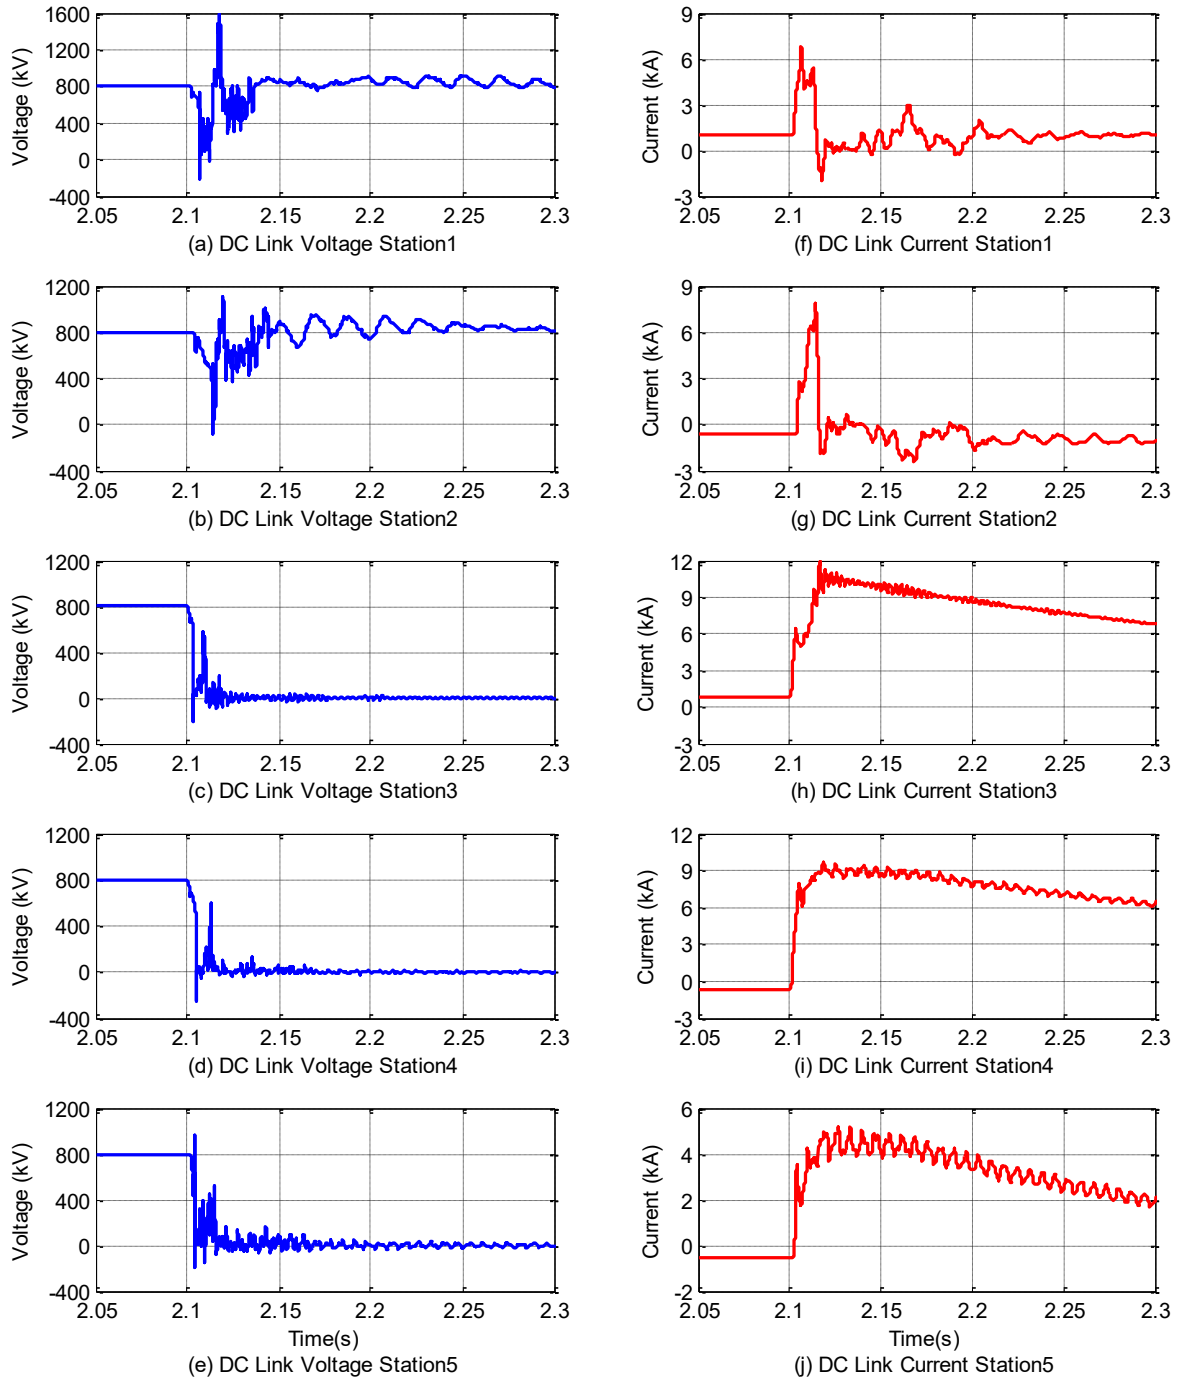 1600
1200
800
400
0
-400
Voltage (kV)
2.05 2.1 2.15 2.2 2.25 2.3
(a) DC Link Voltage Station1
9
6
3
0
-3
Current (kA)
2.05 2.1 2.15 2.2 2.25 2.3
(f) DC Link Current Station1
1200
800
400
0
-400
Voltage (kV)
2.05 2.1 2.15 2.2 2.25 2.3
(b) DC Link Voltage Station2
9
6
3
0
-3
Current (kA)
2.05 2.1 2.15 2.2 2.25 2.3
(g) DC Link Current Station2
1200
800
400
0
-400
Voltage (kV)
2.05 2.1 2.15 2.2 2.25 2.3
(c) DC Link Voltage Station3
12
9
6
3
0
-3
Current (kA)
2.05 2.1 2.15 2.2 2.25 2.3
(h) DC Link Current Station3
1200
800
400
0
-400
Voltage (kV)
2.05 2.1 2.15 2.2 2.25 2.3
(d) DC Link Voltage Station4
12
9
6
3
0
-3
Current (kA)
2.05 2.1 2.15 2.2 2.25 2.3
(i) DC Link Current Station4
1200
800
400
0
-400
Voltage (kV)
2.05 2.1 2.15 2.2 2.25 2.3
Time(s)
(e) DC Link Voltage Station5
6
4
2
0
-2
Current (kA)
2.05 2.1 2.15 2.2 2.25 2.3
Time(s)
(j) DC Link Current Station5